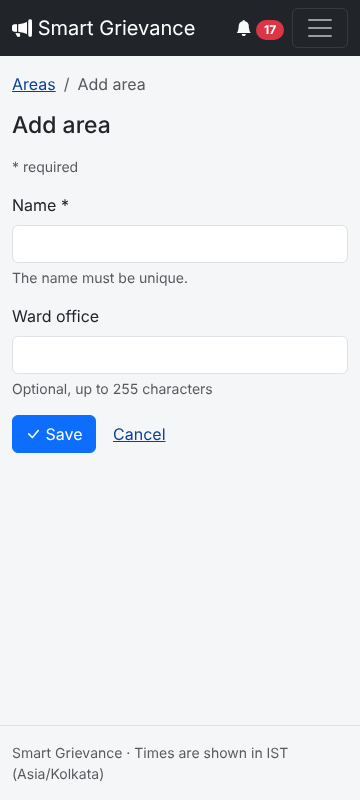 Smart Grievance 17
Areas / Add area
Add area
* required
Name *
The name must be unique.
Ward office
Optional, up to 255 characters
Save Cancel
Smart Grievance · Times are shown in IST
(Asia/Kolkata)